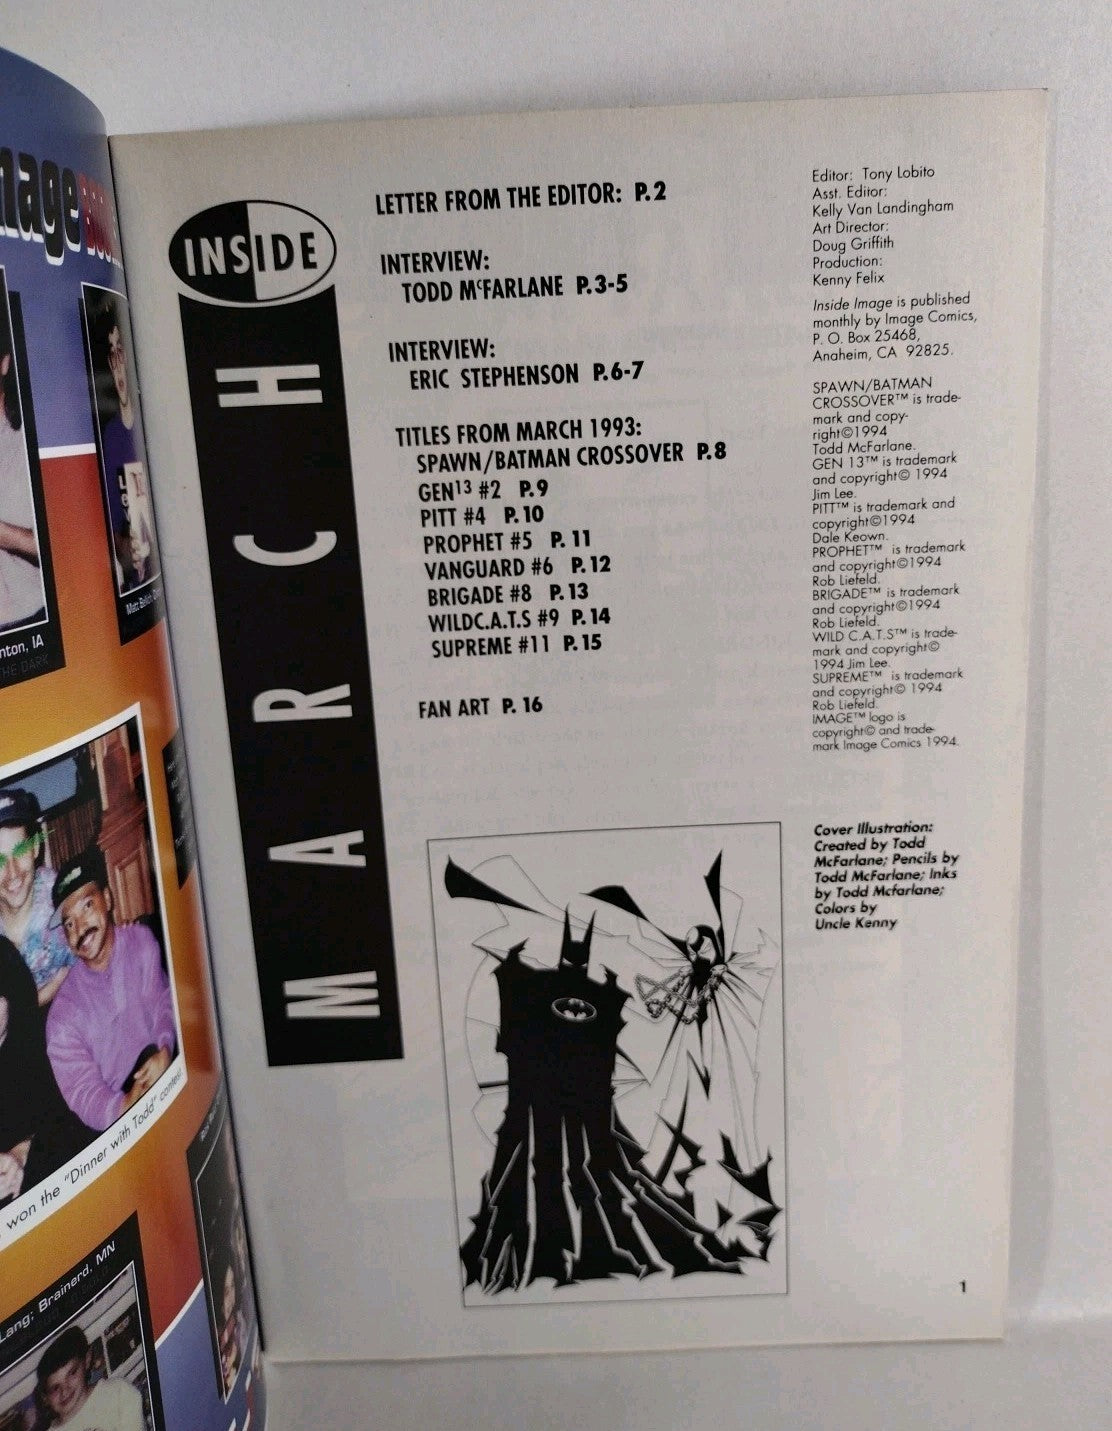 mage
nton, IA
THE DARK
won the "Dinner with Todd" contest.
Lang; Brainerd, MN
INSIDE
MARCH
LETTER FROM THE EDITOR: P.2
INTERVIEW:
TODD McFARLANE P.3-5
INTERVIEW:
ERIC STEPHENSON P.6-7
TITLES FROM MARCH 1993:
SPAWN/BATMAN CROSSOVER P.8
GEN13 #2 P.9
PITT #4 P.10
PROPHET #5 P.11
VANGUARD #6 P.12
BRIGADE #8 P.13
WILDC.A.T.S #9 P.14
SUPREME #11 P.15
FAN ART P.16
Editor: Tony Lobito
Asst. Editor:
Kelly Van Landingham
Art Director:
Doug Griffith
Production:
Kenny Felix
Inside Image is published
monthly by Image Comics,
P. O. Box 25468,
Anaheim, CA 92825.
SPAWN/BATMAN
CROSSOVER™ is trade-
mark and copy-
right©1994
Todd McFarlane.
GEN 13™ is trademark
and copyright© 1994
Jim Lee.
PITT™ is trademark and
copyright©1994
Dale Keown.
PROPHET™ is trademark
and copyright©1994
Rob Liefeld.
BRIGADE™ is trademark
and copyright©1994
Rob Liefeld.
WILD C.A.T.S™ is trade-
mark and copyright©
1994 Jim Lee.
SUPREME™ is trademark
and copyright© 1994
Rob Liefeld.
IMAGE™ logo is
copyright© and trade-
mark Image Comics 1994.
Cover Illustration:
Created by Todd
McFarlane; Pencils by
Todd McFarlane; Inks
by Todd Mcfarlane;
Colors by
Uncle Kenny
1